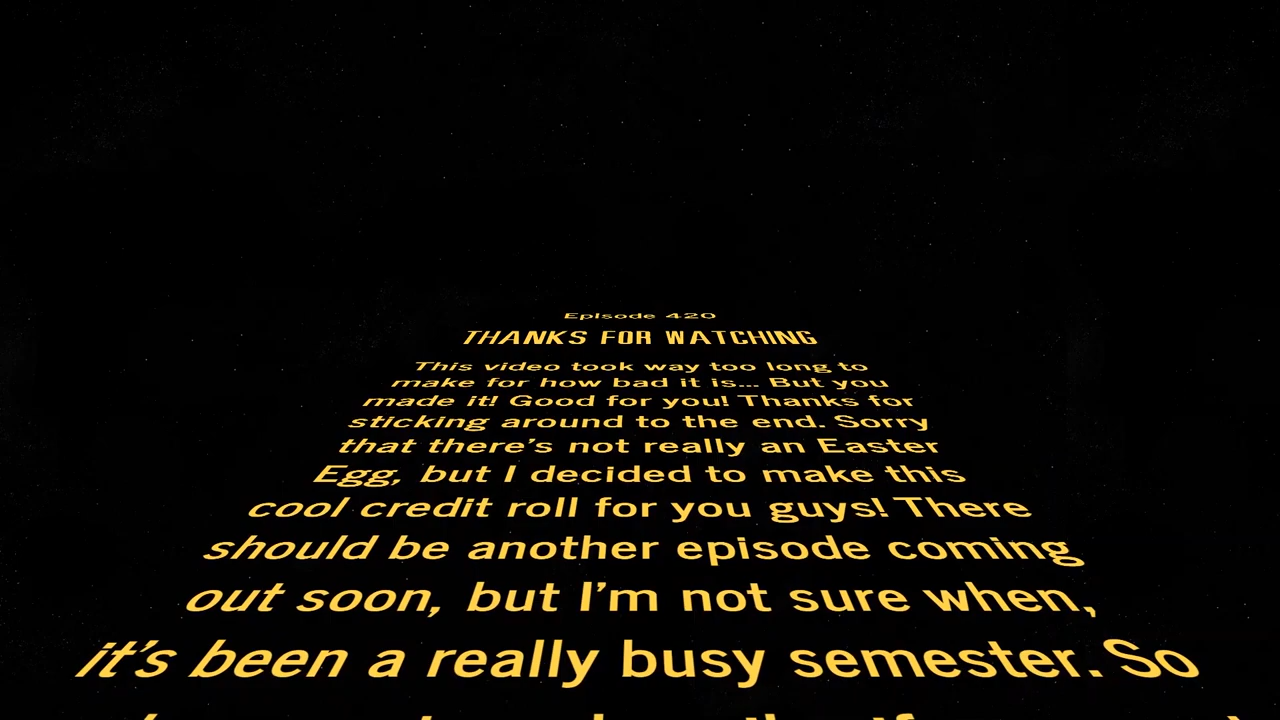 Episode 420
THANKS FOR WATCHING
This video took way too long to
make for how bad it is... But you
made it! Good for you! Thanks for
sticking around to the end. Sorry
that there's not really an Easter
Egg, but I decided to make this
cool credit roll for you guys! There
should be another episode coming
out soon, but I'm not sure when,
it's been a really busy semester. So